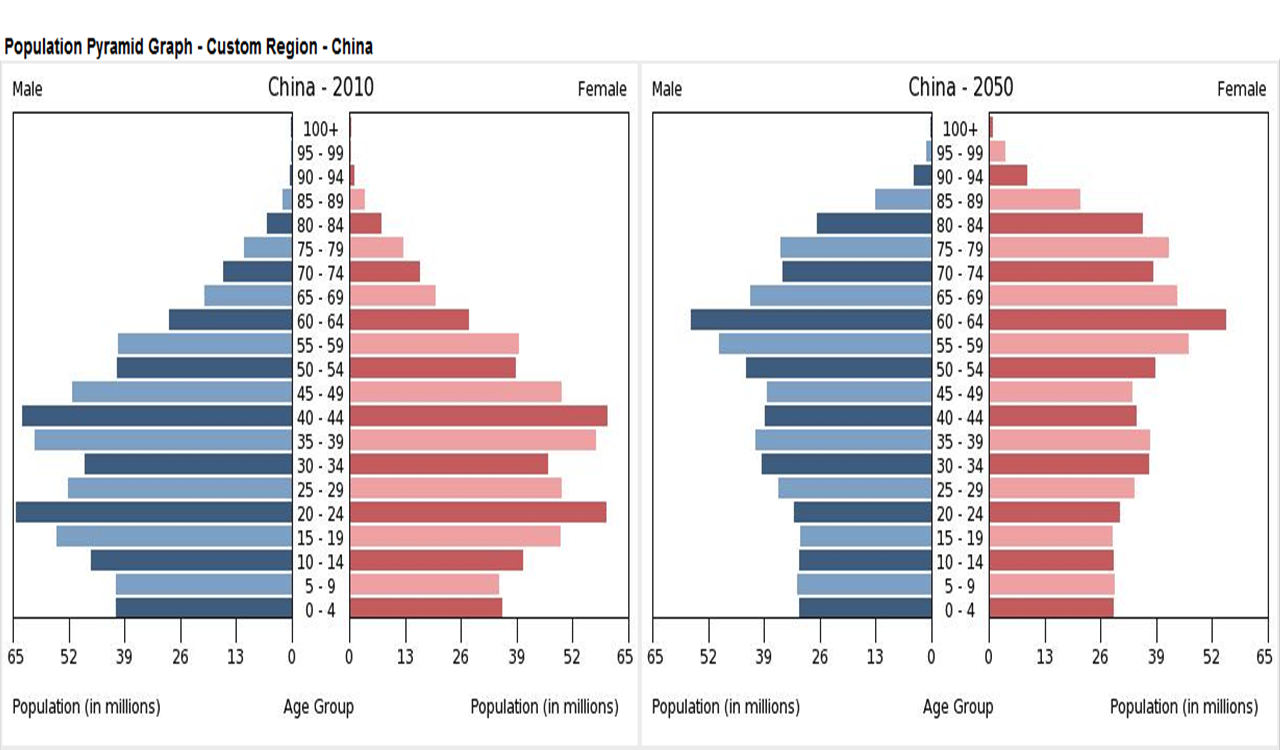 Population Pyramid Graph - Custom Region - China
Male China - 2010 Female
100+
95 - 99
90 - 94
85 - 89
80 - 84
75 - 79
70 - 74
65 - 69
60 - 64
55 - 59
50 - 54
45 - 49
40 - 44
35 - 39
30 - 34
25 - 29
20 - 24
15 - 19
10 - 14
5 - 9
0 - 4
65 52 39 26 13 0 0 13 26 39 52 65
Population (in millions) Age Group Population (in millions)
Male China - 2050 Female
100+
95 - 99
90 - 94
85 - 89
80 - 84
75 - 79
70 - 74
65 - 69
60 - 64
55 - 59
50 - 54
45 - 49
40 - 44
35 - 39
30 - 34
25 - 29
20 - 24
15 - 19
10 - 14
5 - 9
0 - 4
65 52 39 26 13 0 0 13 26 39 52 65
Population (in millions) Age Group Population (in millions)